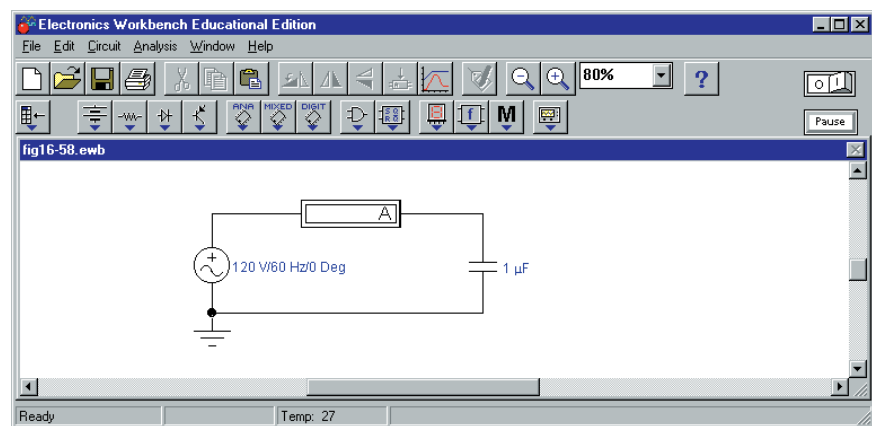 Electronics Workbench Educational Edition
File Edit Circuit Analysis Window Help
80%
?
ANA MIXED DIGIT
f M
Pause
fig16-58.ewb
A
120 V/60 Hz/0 Deg
1 µF
Ready Temp: 27